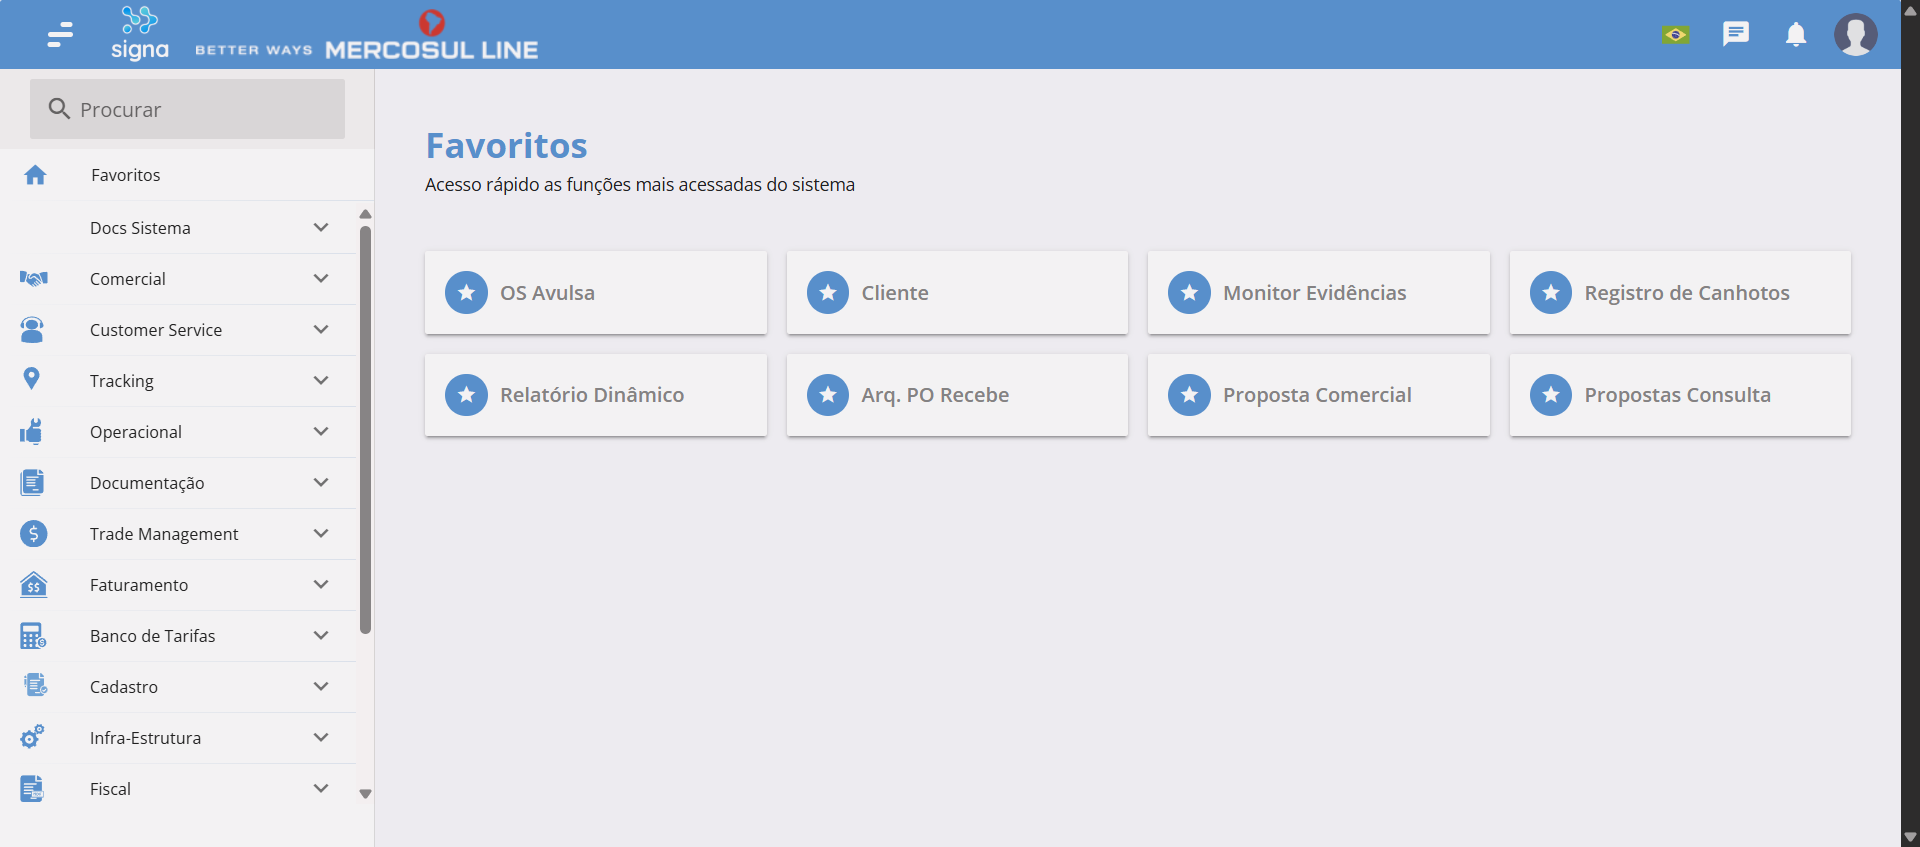 signa
BETTER WAYS
MERCOSUL LINE
Procurar
Favoritos
Docs Sistema
Comercial
Customer Service
Tracking
Operacional
Documentação
Trade Management
Faturamento
Banco de Tarifas
Cadastro
Infra-Estrutura
Fiscal
Favoritos
Acesso rápido as funções mais acessadas do sistema
OS Avulsa
Cliente
Monitor Evidências
Registro de Canhotos
Relatório Dinâmico
Arq. PO Recebe
Proposta Comercial
Propostas Consulta